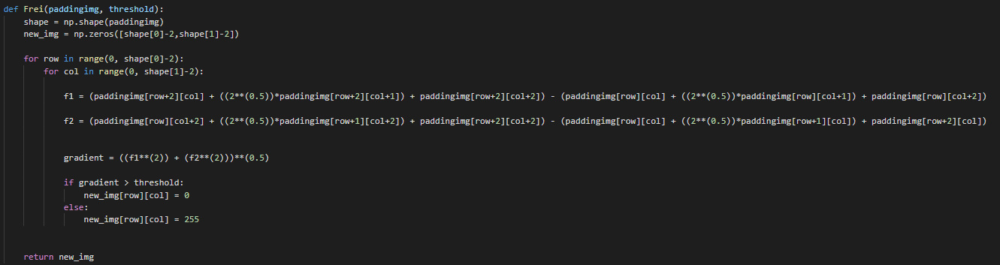 def Frei(paddingimg, threshold):
    shape = np.shape(paddingimg)
    new_img = np.zeros([shape[0]-2,shape[1]-2])
    for row in range(0, shape[0]-2):
        for col in range(0, shape[1]-2):
            f1 = (paddingimg[row+2][col] + ((2**(0.5))*paddingimg[row+2][col+1]) + paddingimg[row+2][col+2]) - (paddingimg[row][col] + ((2**(0.5))*paddingimg[row][col+1]) + paddingimg[row][col+2])
            f2 = (paddingimg[row][col+2] + ((2**(0.5))*paddingimg[row+1][col+2]) + paddingimg[row+2][col+2]) - (paddingimg[row][col] + ((2**(0.5))*paddingimg[row+1][col]) + paddingimg[row+2][col])
            gradient = ((f1**(2)) + (f2**(2)))**(0.5)
            if gradient > threshold:
                new_img[row][col] = 0
            else:
                new_img[row][col] = 255
    return new_img